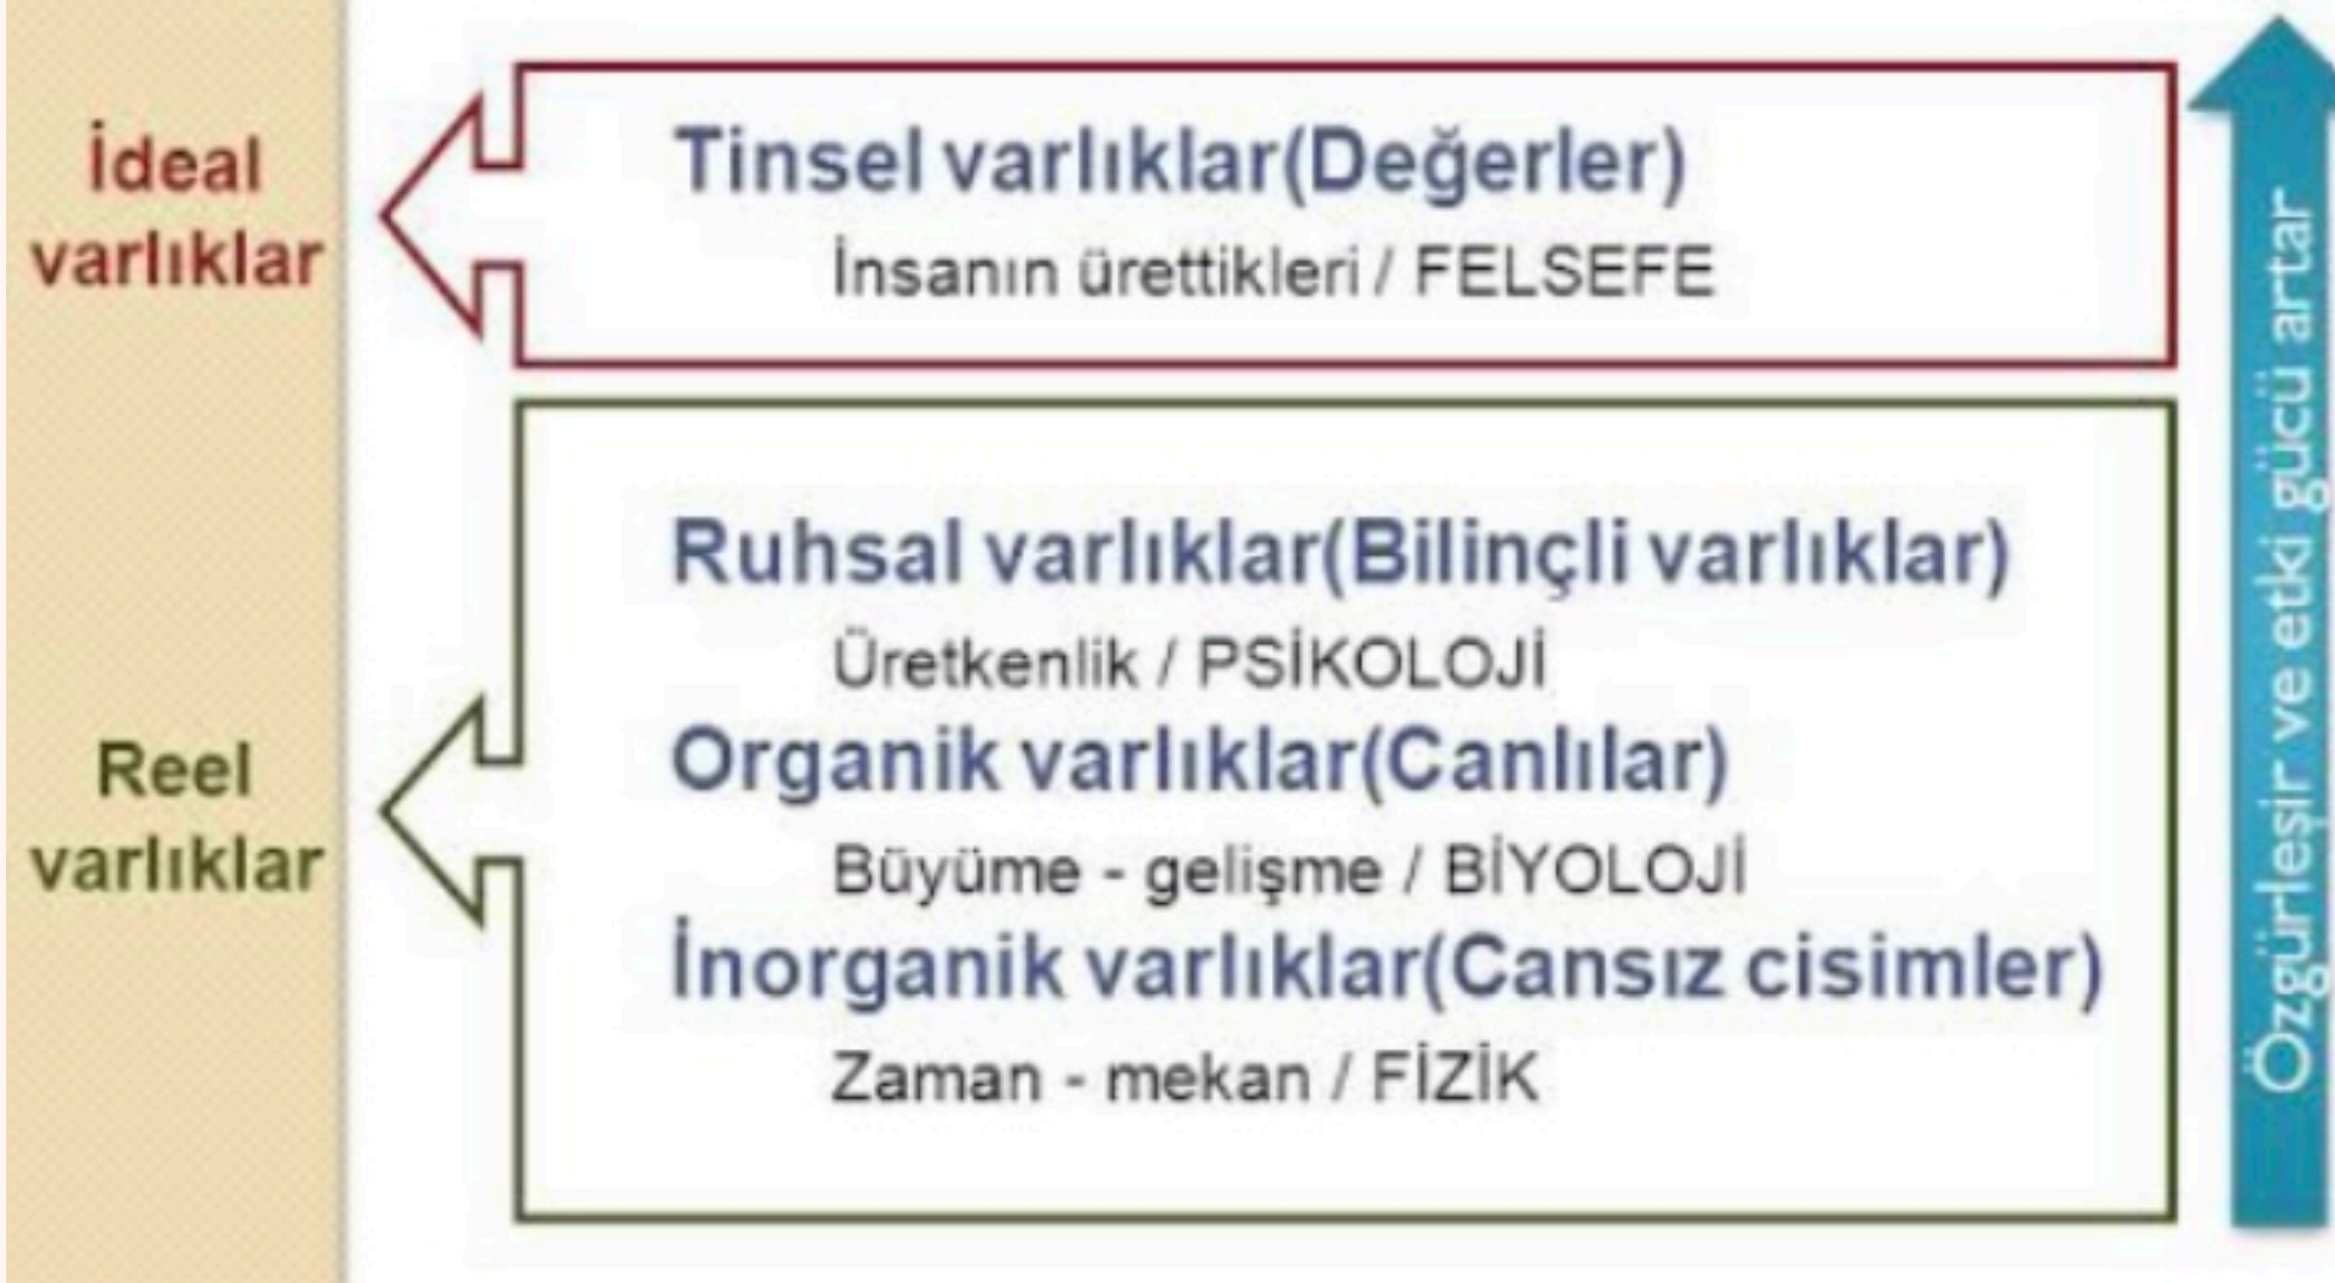 İdeal
varlıklar
Tinsel varlıklar(Değerler)
İnsanın ürettikleri / FELSEFE
Reel
varlıklar
Ruhsal varlıklar(Bilinçli varlıklar)
Üretkenlik / PSİKOLOJİ
Organik varlıklar(Canlılar)
Büyüme - gelişme / BİYOLOJİ
İnorganik varlıklar(Cansız cisimler)
Zaman - mekan / FİZİK
Özgürleşir ve etki gücü artar